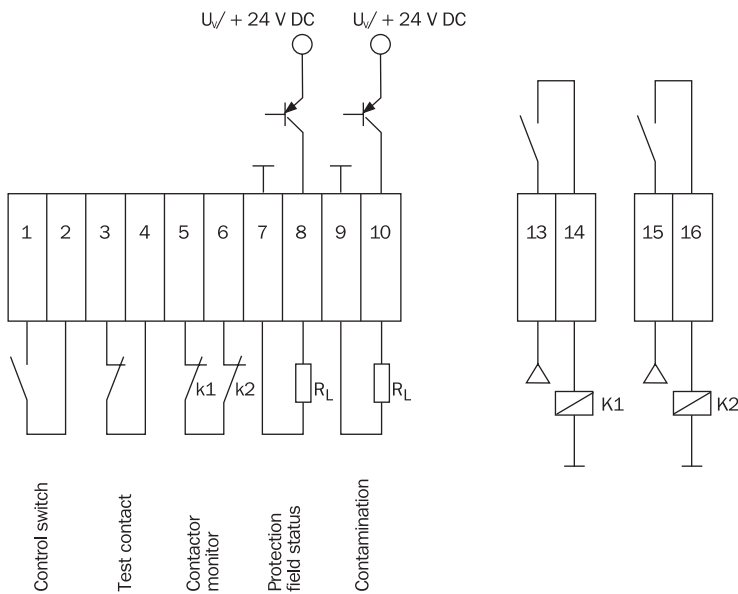 Uv/ + 24 V DC Uv/ + 24 V DC
1 2 3 4 5 6 7 8 9 10 13 14 15 16
k1 k2 RL RL K1 K2
Control switch
Test contact
Contactor
monitor
Protection
field status
Contamination